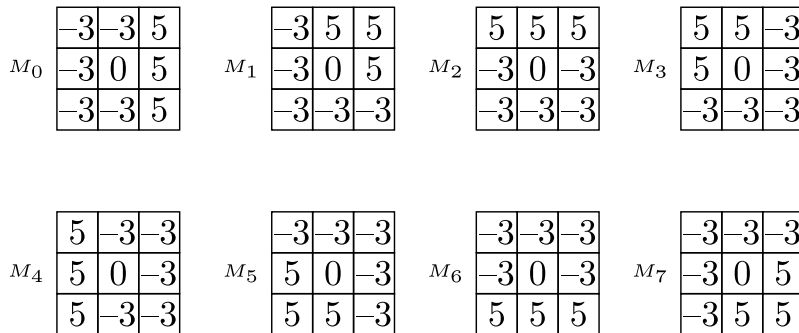 –3 –3 5 –3 5 5 5 5 5 5 5 –3
M0 –3 0 5 M1 –3 0 5 M2 –3 0 –3 M3 5 0 –3
–3 –3 5 –3 –3 –3 –3 –3 –3 –3 –3 –3
5 –3 –3 –3 –3 –3 –3 –3 –3 –3 –3 –3
M4 5 0 –3 M5 5 0 –3 M6 –3 0 –3 M7 –3 0 5
5 –3 –3 5 5 –3 5 5 5 –3 5 5